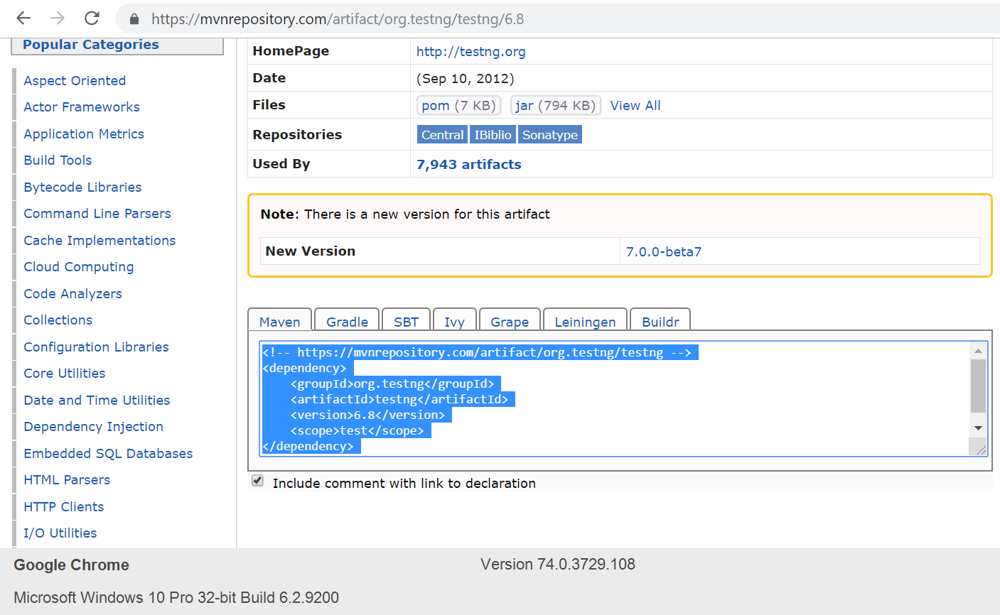 https://mvnrepository.com/artifact/org.testng/testng/6.8
Popular Categories
Aspect Oriented
Actor Frameworks
Application Metrics
Build Tools
Bytecode Libraries
Command Line Parsers
Cache Implementations
Cloud Computing
Code Analyzers
Collections
Configuration Libraries
Core Utilities
Date and Time Utilities
Dependency Injection
Embedded SQL Databases
HTML Parsers
HTTP Clients
I/O Utilities
HomePage http://testng.org
Date (Sep 10, 2012)
Files pom (7 KB) jar (794 KB) View All
Repositories Central IBiblio Sonatype
Used By 7,943 artifacts
Note: There is a new version for this artifact
New Version 7.0.0-beta7
Maven Gradle SBT Ivy Grape Leiningen Buildr
<!-- https://mvnrepository.com/artifact/org.testng/testng -->
<dependency>
    <groupId>org.testng</groupId>
    <artifactId>testng</artifactId>
    <version>6.8</version>
    <scope>test</scope>
</dependency>
Include comment with link to declaration
Google Chrome Version 74.0.3729.108
Microsoft Windows 10 Pro 32-bit Build 6.2.9200